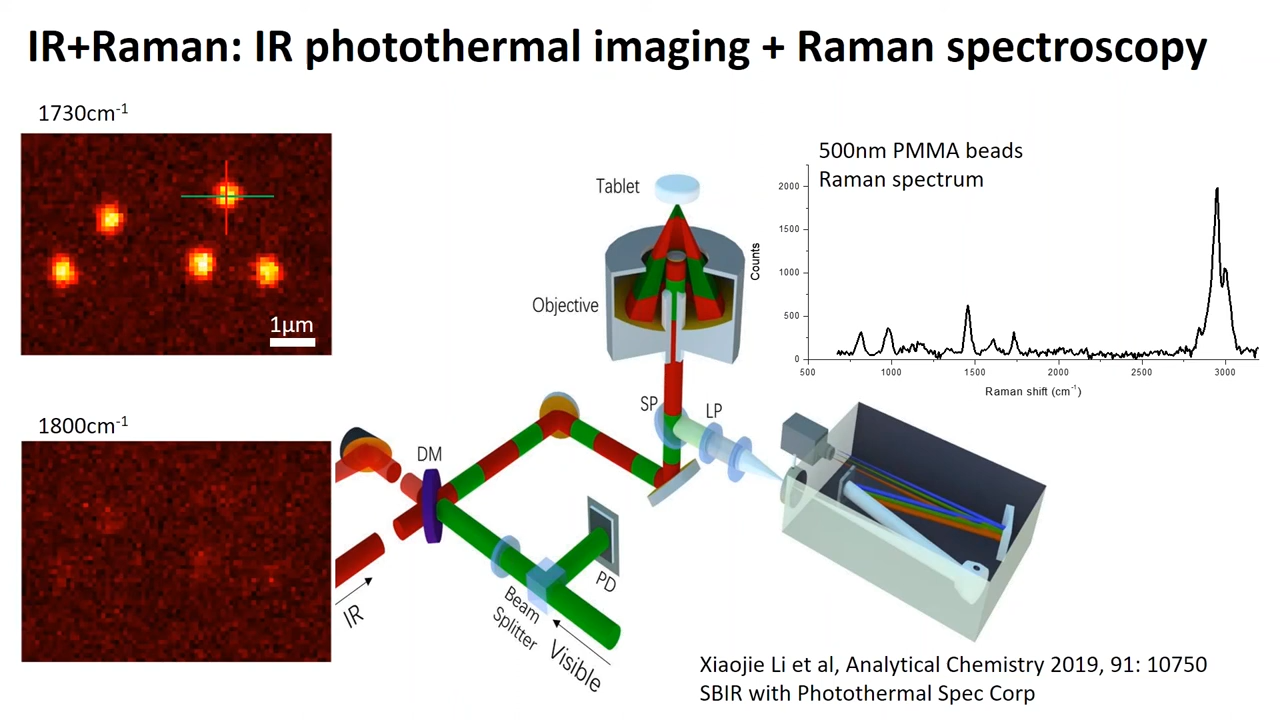 IR+Raman: IR photothermal imaging + Raman spectroscopy
1730cm-1
1µm
1800cm-1
Tablet
Objective
SP
LP
DM
PD
Beam
Splitter
IR
Visible
500nm PMMA beads
Raman spectrum
Counts
2000
1500
1000
500
0
500 1000 1500 2000 2500 3000
Raman shift (cm-1)
Xiaojie Li et al, Analytical Chemistry 2019, 91: 10750
SBIR with Photothermal Spec Corp